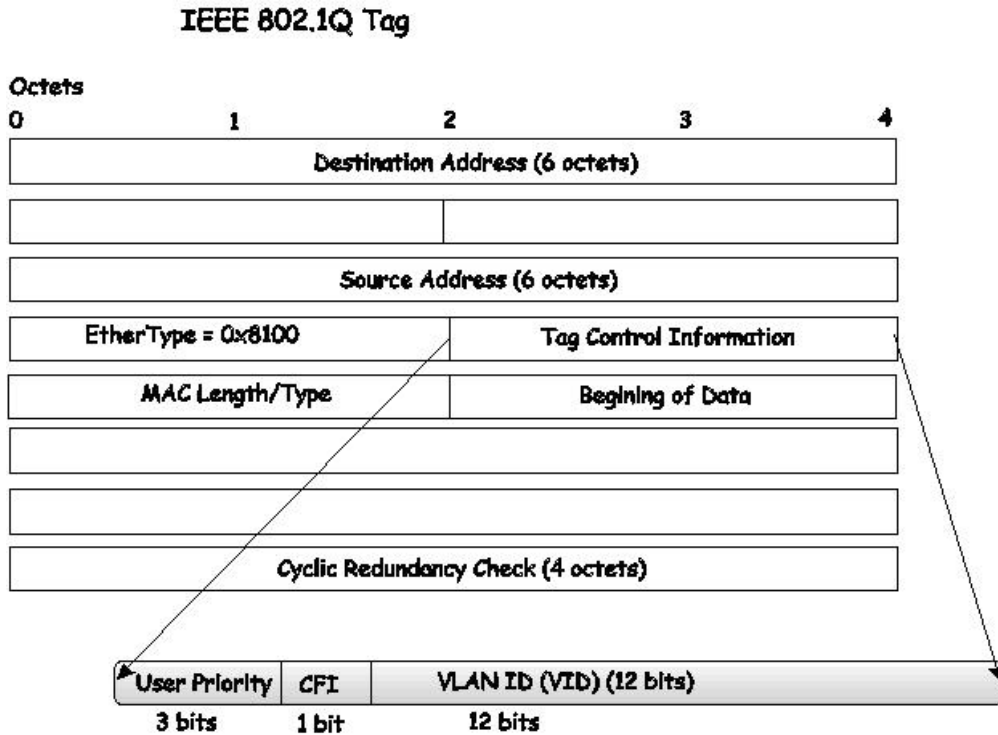 IEEE 802.1Q Tag
Octets
0 1 2 3 4
Destination Address (6 octets)
Source Address (6 octets)
EtherType = 0x8100 Tag Control Information
MAC Length/Type Begining of Data
Cyclic Redundancy Check (4 octets)
User Priority CFI VLAN ID (VID) (12 bits)
3 bits 1 bit 12 bits